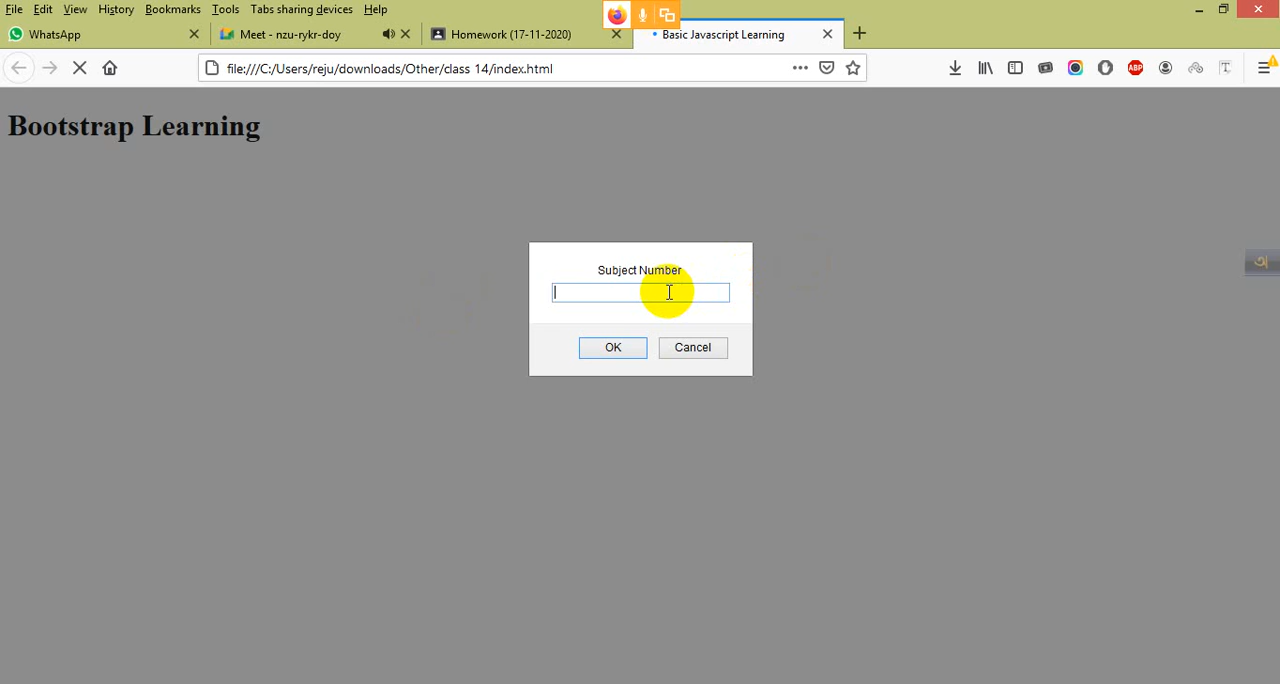 File Edit View History Bookmarks Tools Tabs sharing devices Help
WhatsApp Meet - nzu-rykr-doy Homework (17-11-2020) Basic Javascript Learning
file:///C:/Users/reju/downloads/Other/class 14/index.html ABP
Bootstrap Learning
Subject Number
OK Cancel